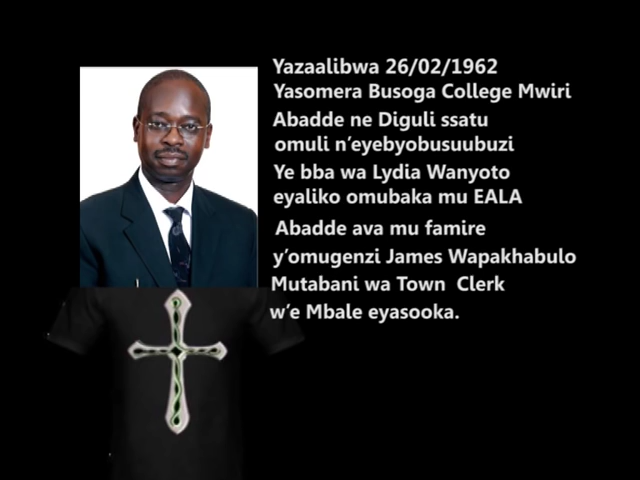 Yazaalibwa 26/02/1962
Yasomera Busoga College Mwiri
Abadde ne Diguli ssatu
omuli n'eyebyobusuubuzi
Ye bba wa Lydia Wanyoto
eyaliko omubaka mu EALA
Abadde ava mu famire
y'omugenzi James Wapakhabulo
Mutabani wa Town Clerk
w'e Mbale eyasooka.